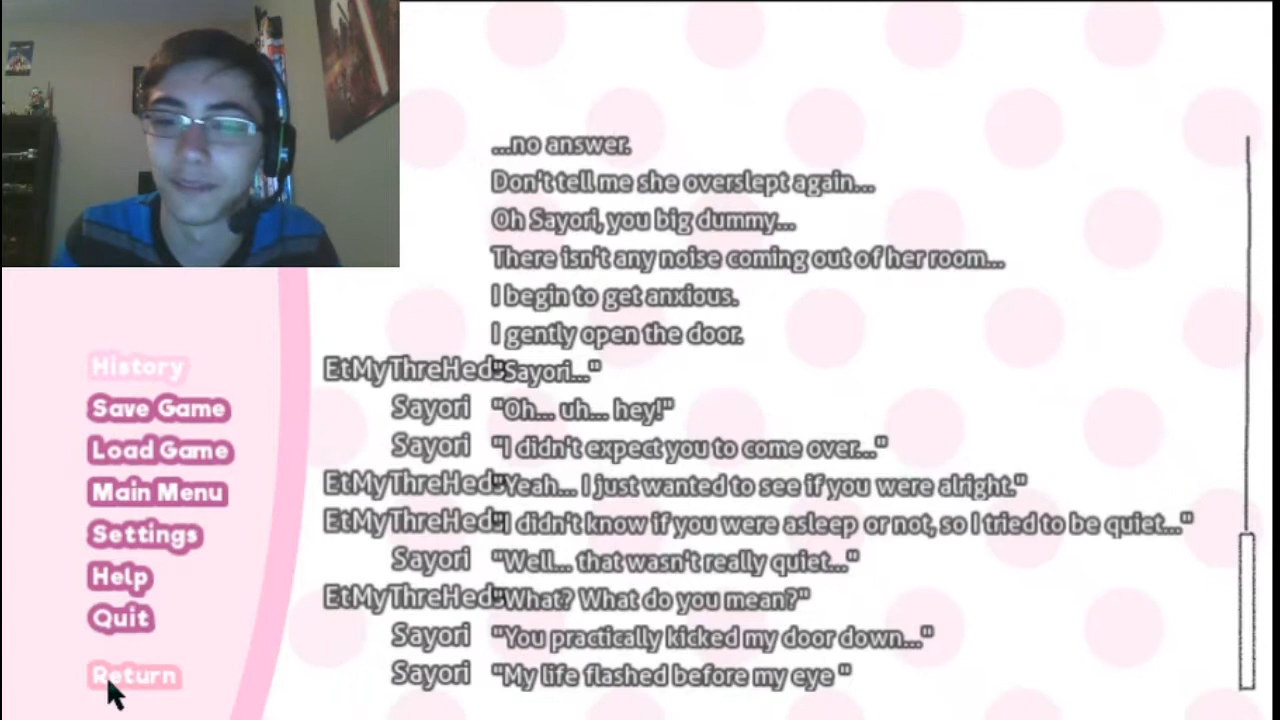 ...no answer.
Don't tell me she overslept again...
Oh Sayori, you big dummy...
There isn't any noise coming out of her room...
I begin to get anxious.
I gently open the door.
EtMyThreHeds "Sayori..."
Sayori "Oh... uh... hey!"
Sayori "I didn't expect you to come over..."
EtMyThreHeds "Yeah... I just wanted to see if you were alright."
EtMyThreHeds "I didn't know if you were asleep or not, so I tried to be quiet..."
Sayori "Well... that wasn't really quiet..."
EtMyThreHeds "What? What do you mean?"
Sayori "You practically kicked my door down..."
Sayori "My life flashed before my eye "
History
Save Game
Load Game
Main Menu
Settings
Help
Quit
Return